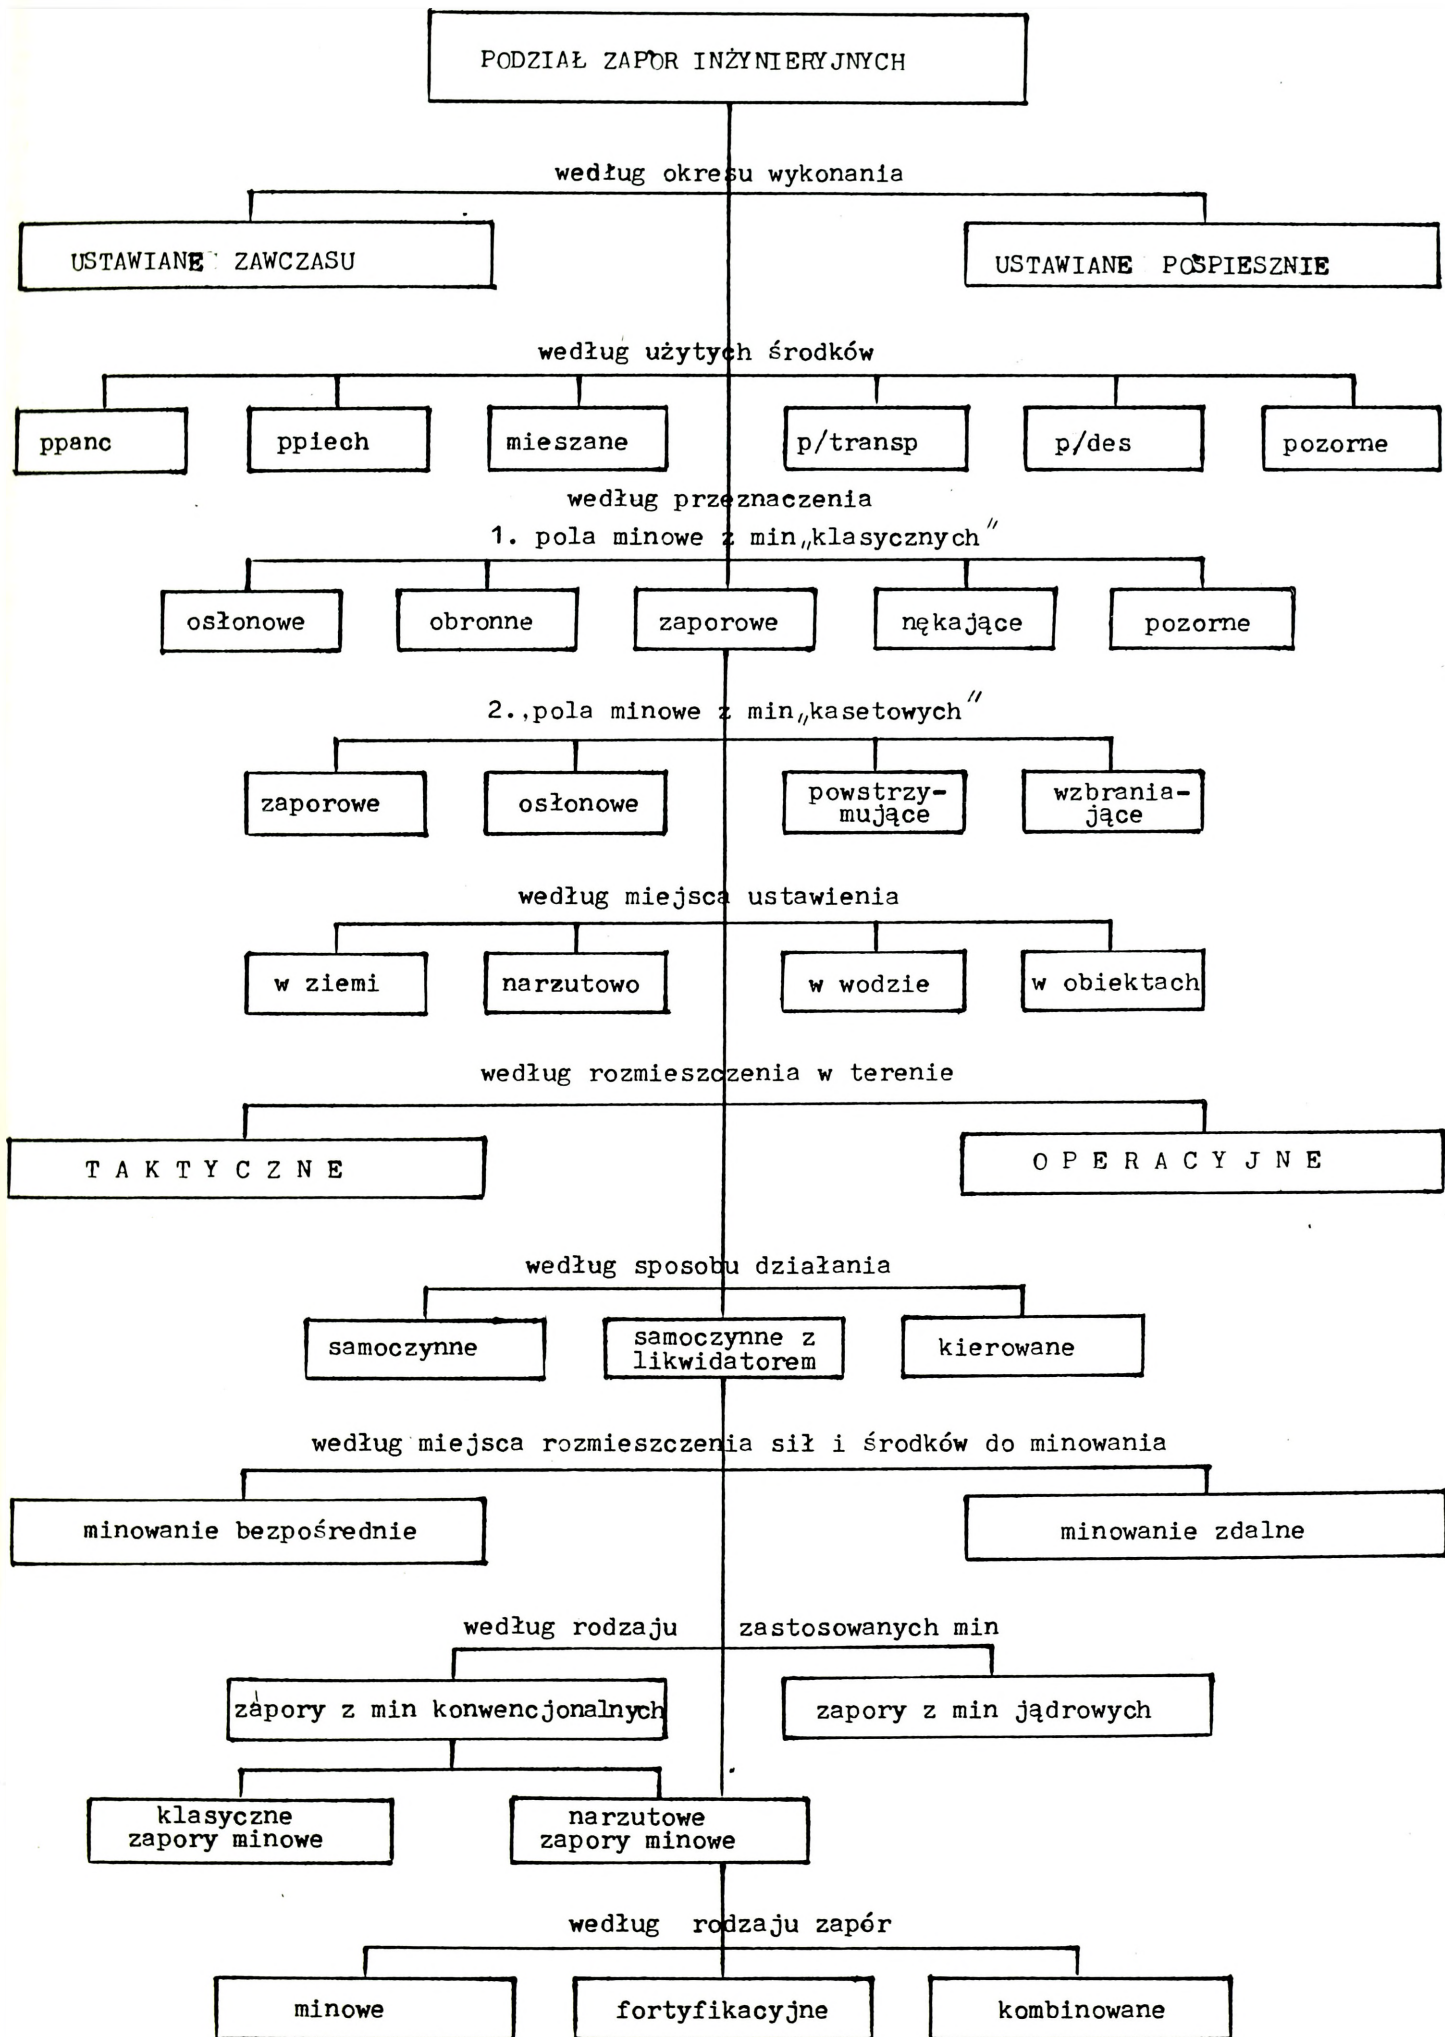 PODZIAŁ ZAPÓR INŻYNIERYJNYCH
według okresu wykonania
USTAWIANE ZAWCZASU
USTAWIANE POŚPIESZNIE
według użytych środków
ppanc
ppiech
mieszane
p/transp
p/des
pozorne
według przeznaczenia
1. pola minowe z min „klasycznych”
osłonowe
obronne
zaporowe
nękające
pozorne
2. pola minowe z min „kasetowych”
zaporowe
osłonowe
powstrzy-
mujące
wzbrania-
jące
według miejsca ustawienia
w ziemi
narzutowo
w wodzie
w obiektach
według rozmieszczenia w terenie
T A K T Y C Z N E
O P E R A C Y J N E
według sposobu działania
samoczynne
samoczynne z
likwidatorem
kierowane
według miejsca rozmieszczenia sił i środków do minowania
minowanie bezpośrednie
minowanie zdalne
według rodzaju zastosowanych min
zapory z min konwencjonalnych
zapory z min jądrowych
klasyczne
zapory minowe
narzutowe
zapory minowe
według rodzaju zapór
minowe
fortyfikacyjne
kombinowane